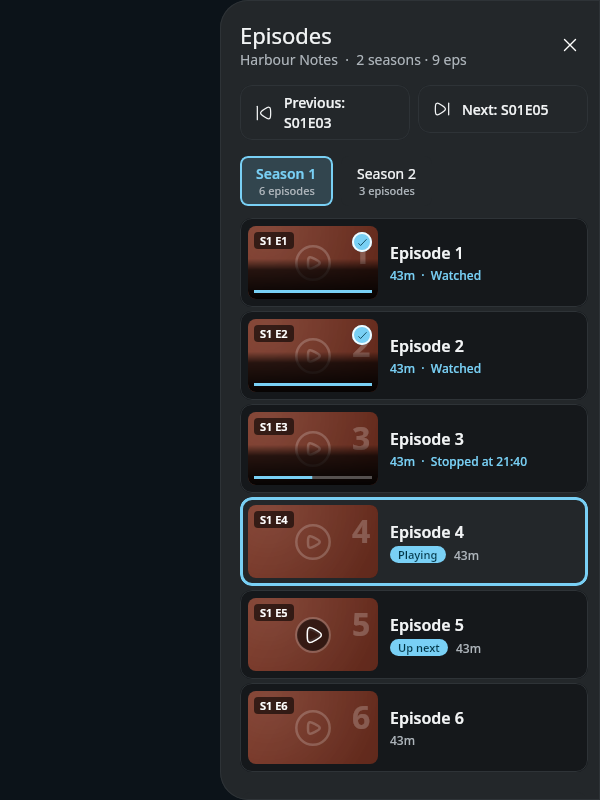 Episodes
Harbour Notes · 2 seasons · 9 eps
Previous:
S01E03
Next: S01E05
Season 1
6 episodes
Season 2
3 episodes
S1 E1
1
Episode 1
43m · Watched
S1 E2
2
Episode 2
43m · Watched
S1 E3
3
Episode 3
43m · Stopped at 21:40
S1 E4
4
Episode 4
Playing 43m
S1 E5
5
Episode 5
Up next 43m
S1 E6
6
Episode 6
43m